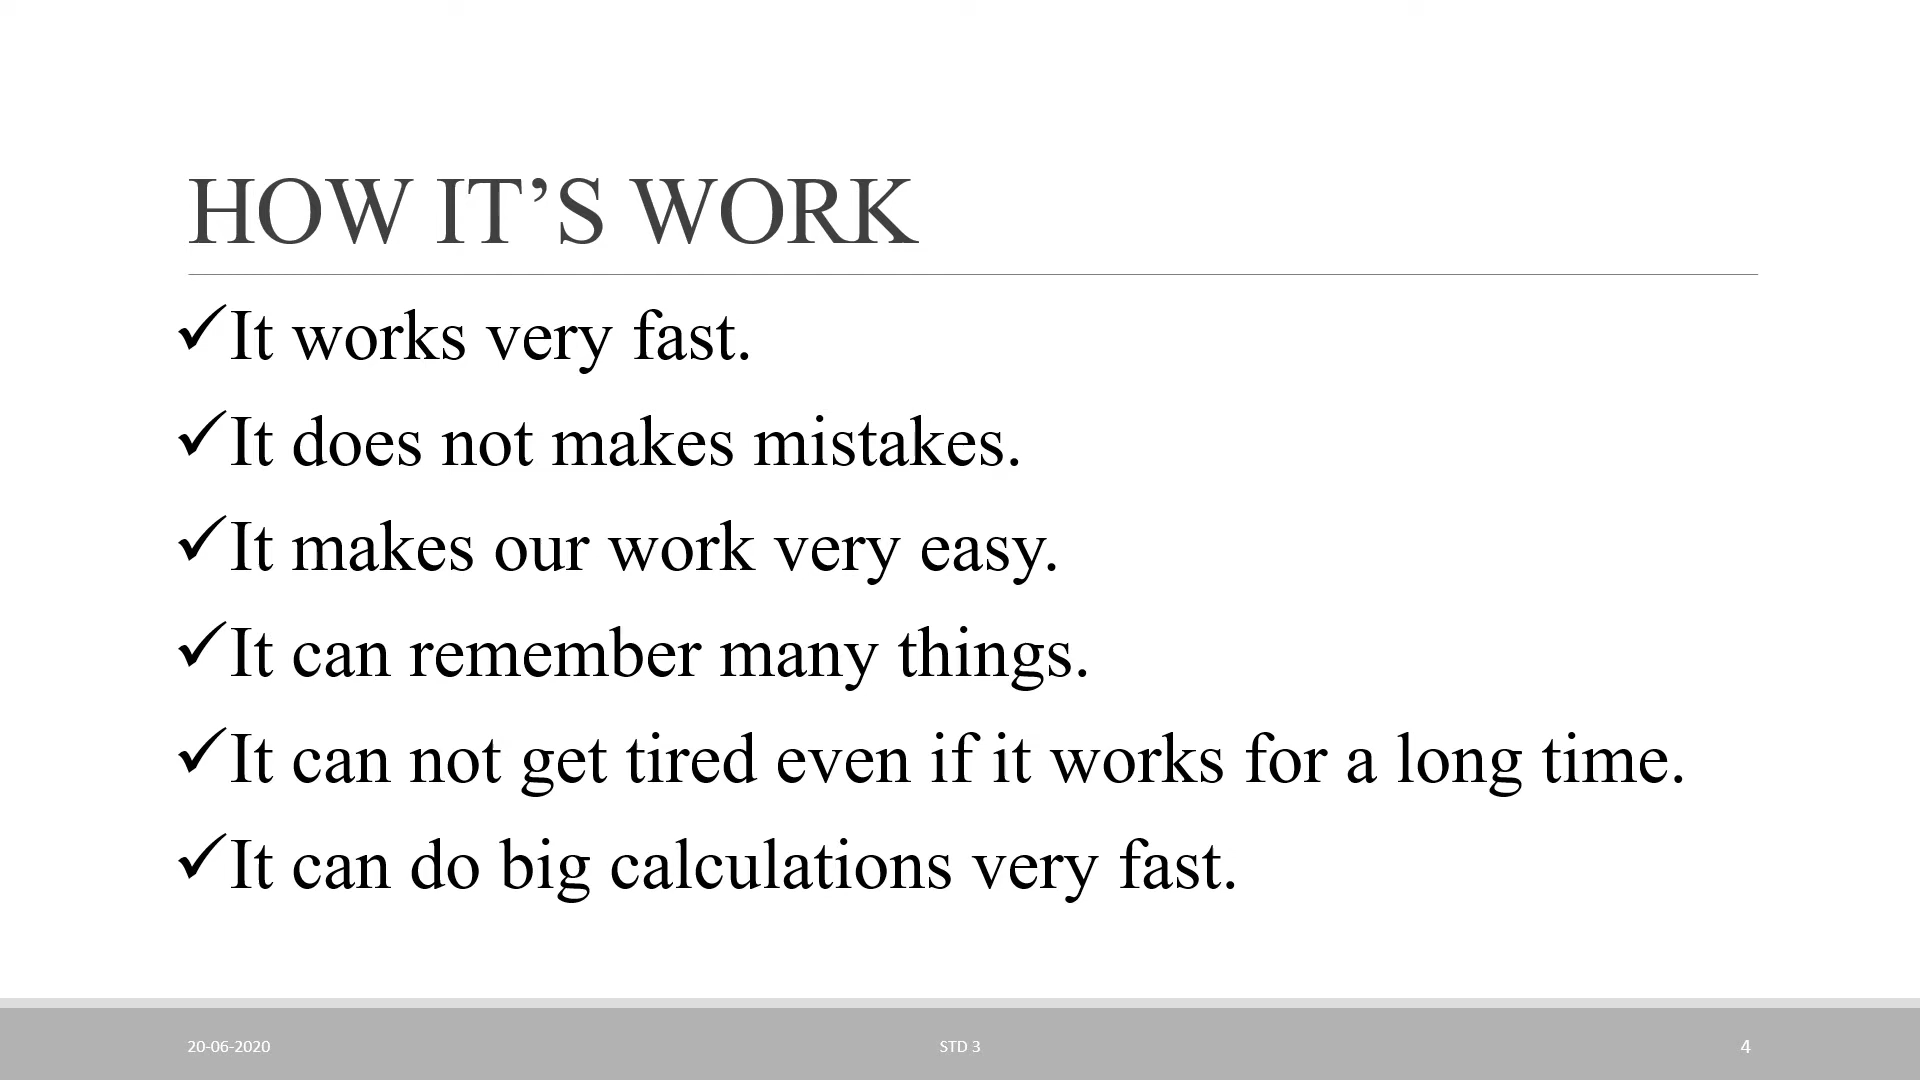 HOW IT’S WORK
✓It works very fast.
✓It does not makes mistakes.
✓It makes our work very easy.
✓It can remember many things.
✓It can not get tired even if it works for a long time.
✓It can do big calculations very fast.
20-06-2020 STD 3 4